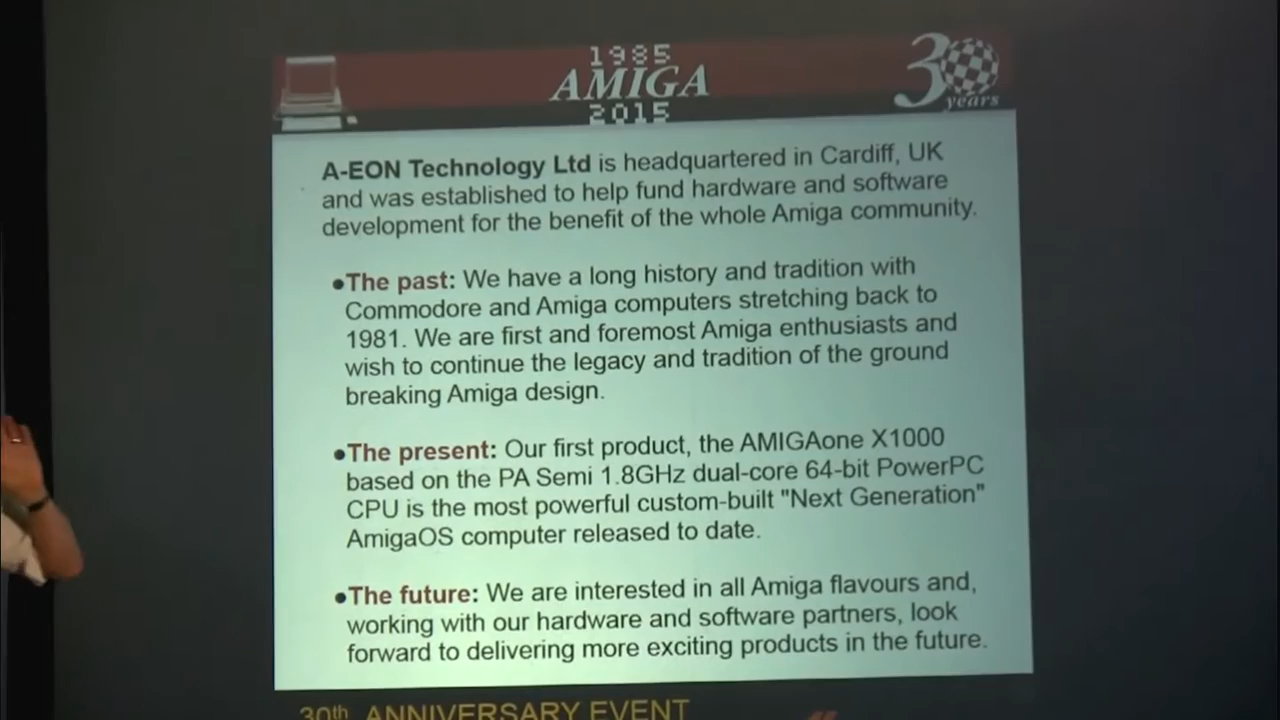 1985
AMIGA
2015
30
years
A-EON Technology Ltd is headquartered in Cardiff, UK
and was established to help fund hardware and software
development for the benefit of the whole Amiga community.
●The past: We have a long history and tradition with
Commodore and Amiga computers stretching back to
1981. We are first and foremost Amiga enthusiasts and
wish to continue the legacy and tradition of the ground
breaking Amiga design.
●The present: Our first product, the AMIGAone X1000
based on the PA Semi 1.8GHz dual-core 64-bit PowerPC
CPU is the most powerful custom-built "Next Generation"
AmigaOS computer released to date.
●The future: We are interested in all Amiga flavours and,
working with our hardware and software partners, look
forward to delivering more exciting products in the future.
30th ANNIVERSARY EVENT